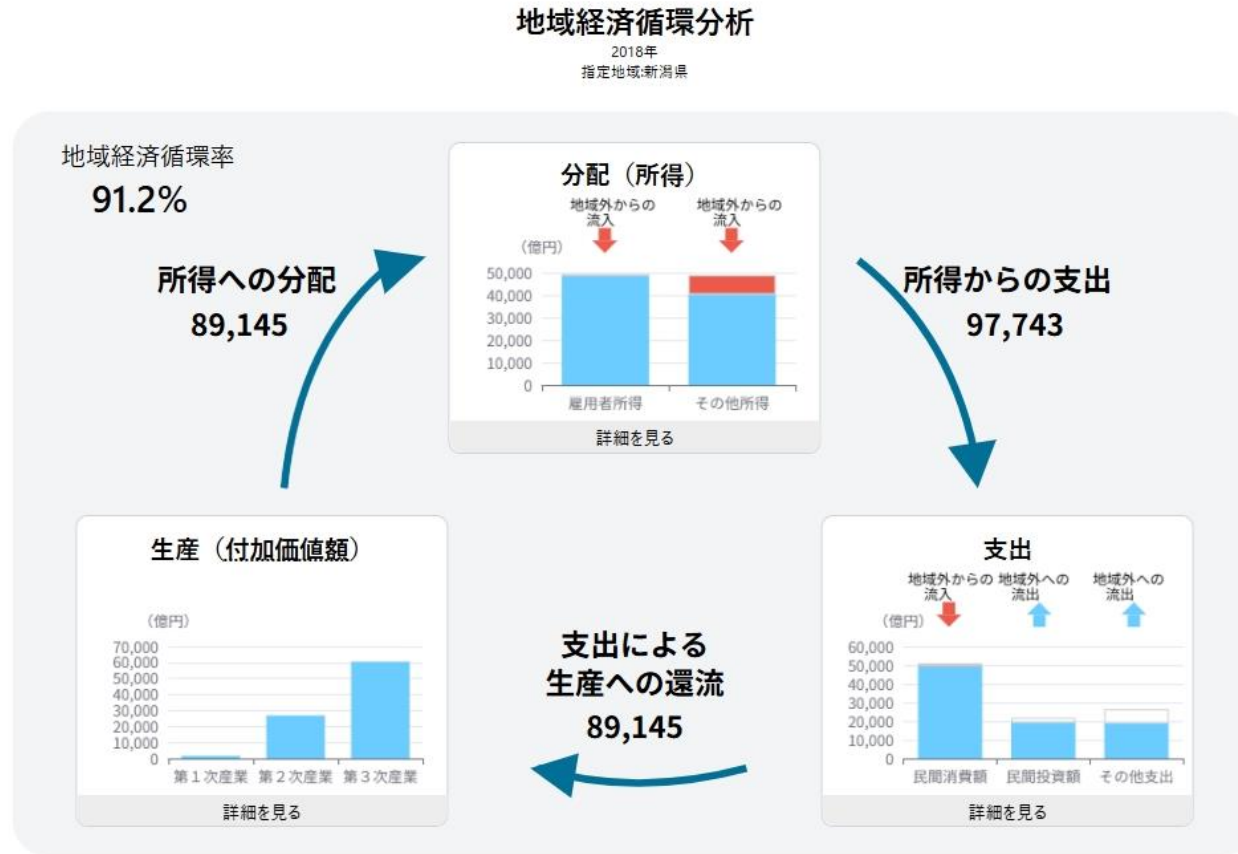 地域経済循環分析
2018年
指定地域:新潟県
地域経済循環率
91.2%
所得への分配
89,145
分配（所得）
地域外からの
流入
地域外からの
流入
（億円）
50,000
40,000
30,000
20,000
10,000
0
雇用者所得
その他所得
詳細を見る
所得からの支出
97,743
生産（付加価値額）
（億円）
70,000
60,000
50,000
40,000
30,000
20,000
10,000
0
第１次産業
第２次産業
第３次産業
詳細を見る
支出による
生産への還流
89,145
支出
地域外からの
流入
地域外への
流出
地域外への
流出
（億円）
60,000
50,000
40,000
30,000
20,000
10,000
0
民間消費額
民間投資額
その他支出
詳細を見る